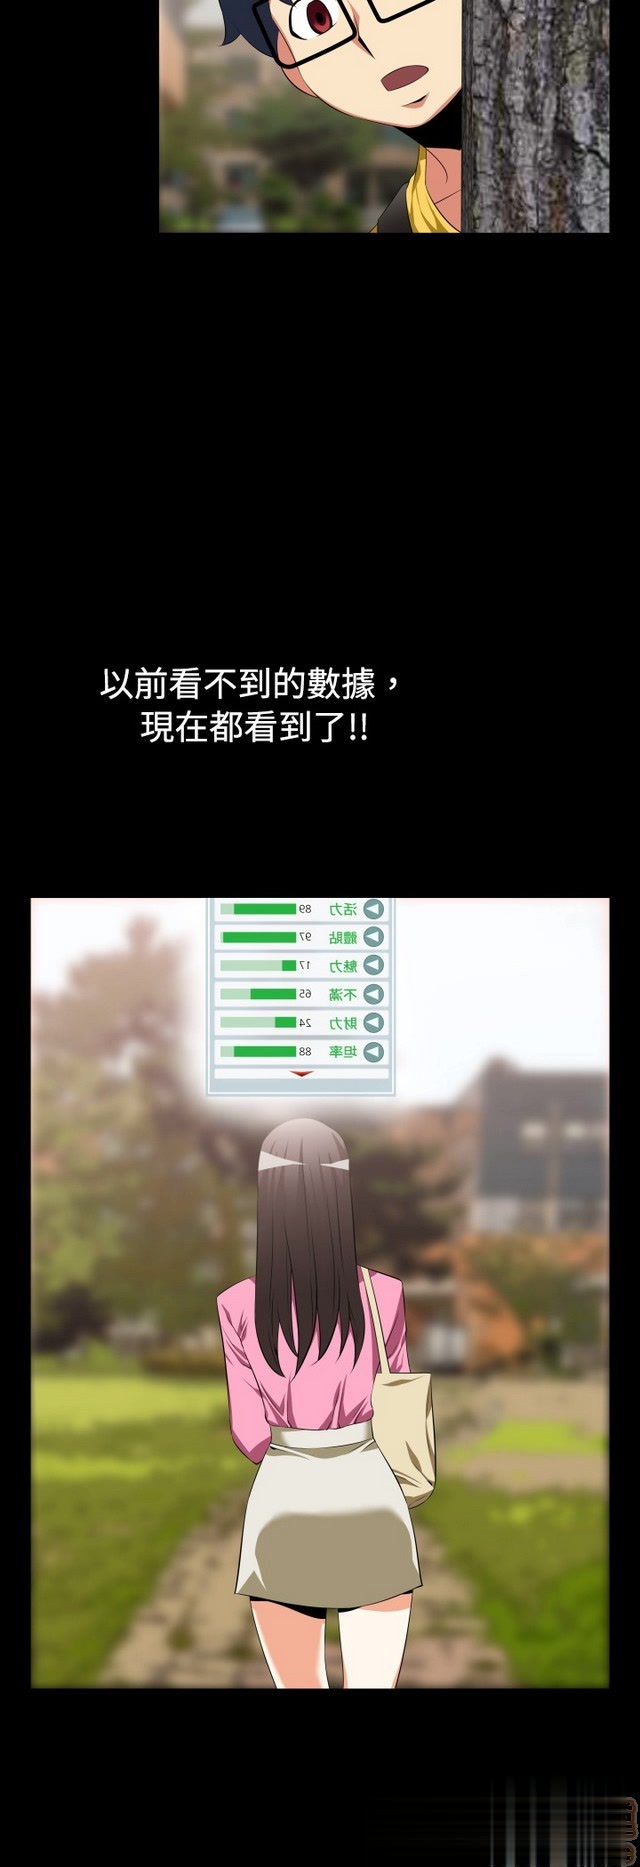 以前看不到的數據，
現在都看到了!!
活力 89
體貼 97
魅力 17
不滿 65
財力 24
坦率 88